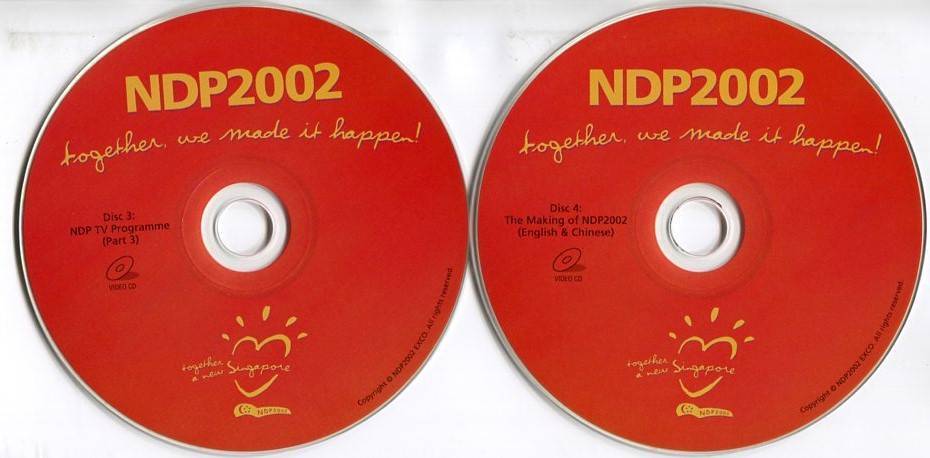 NDP2002
together, we made it happen!
Disc 3:
NDP TV Programme
(Part 3)
VIDEO CD
together
a new Singapore
NDP2002
Copyright © NDP2002 EXCO. All rights reserved.
NDP2002
together, we made it happen!
Disc 4:
The Making of NDP2002
(English & Chinese)
VIDEO CD
together
a new Singapore
NDP2002
Copyright © NDP2002 EXCO. All rights reserved.